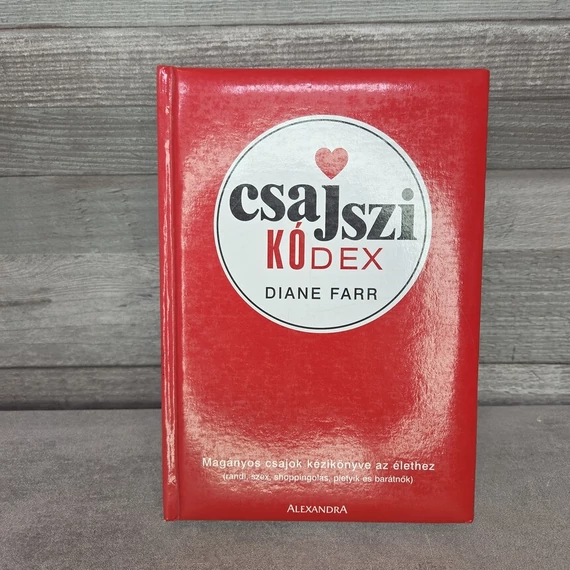 csajszi
KÓDEX
DIANE FARR
Magányos csajok kézikönyve az élethez
(randi, szex, shoppingolás, pletyik és barátnők)
ALEXANDRA